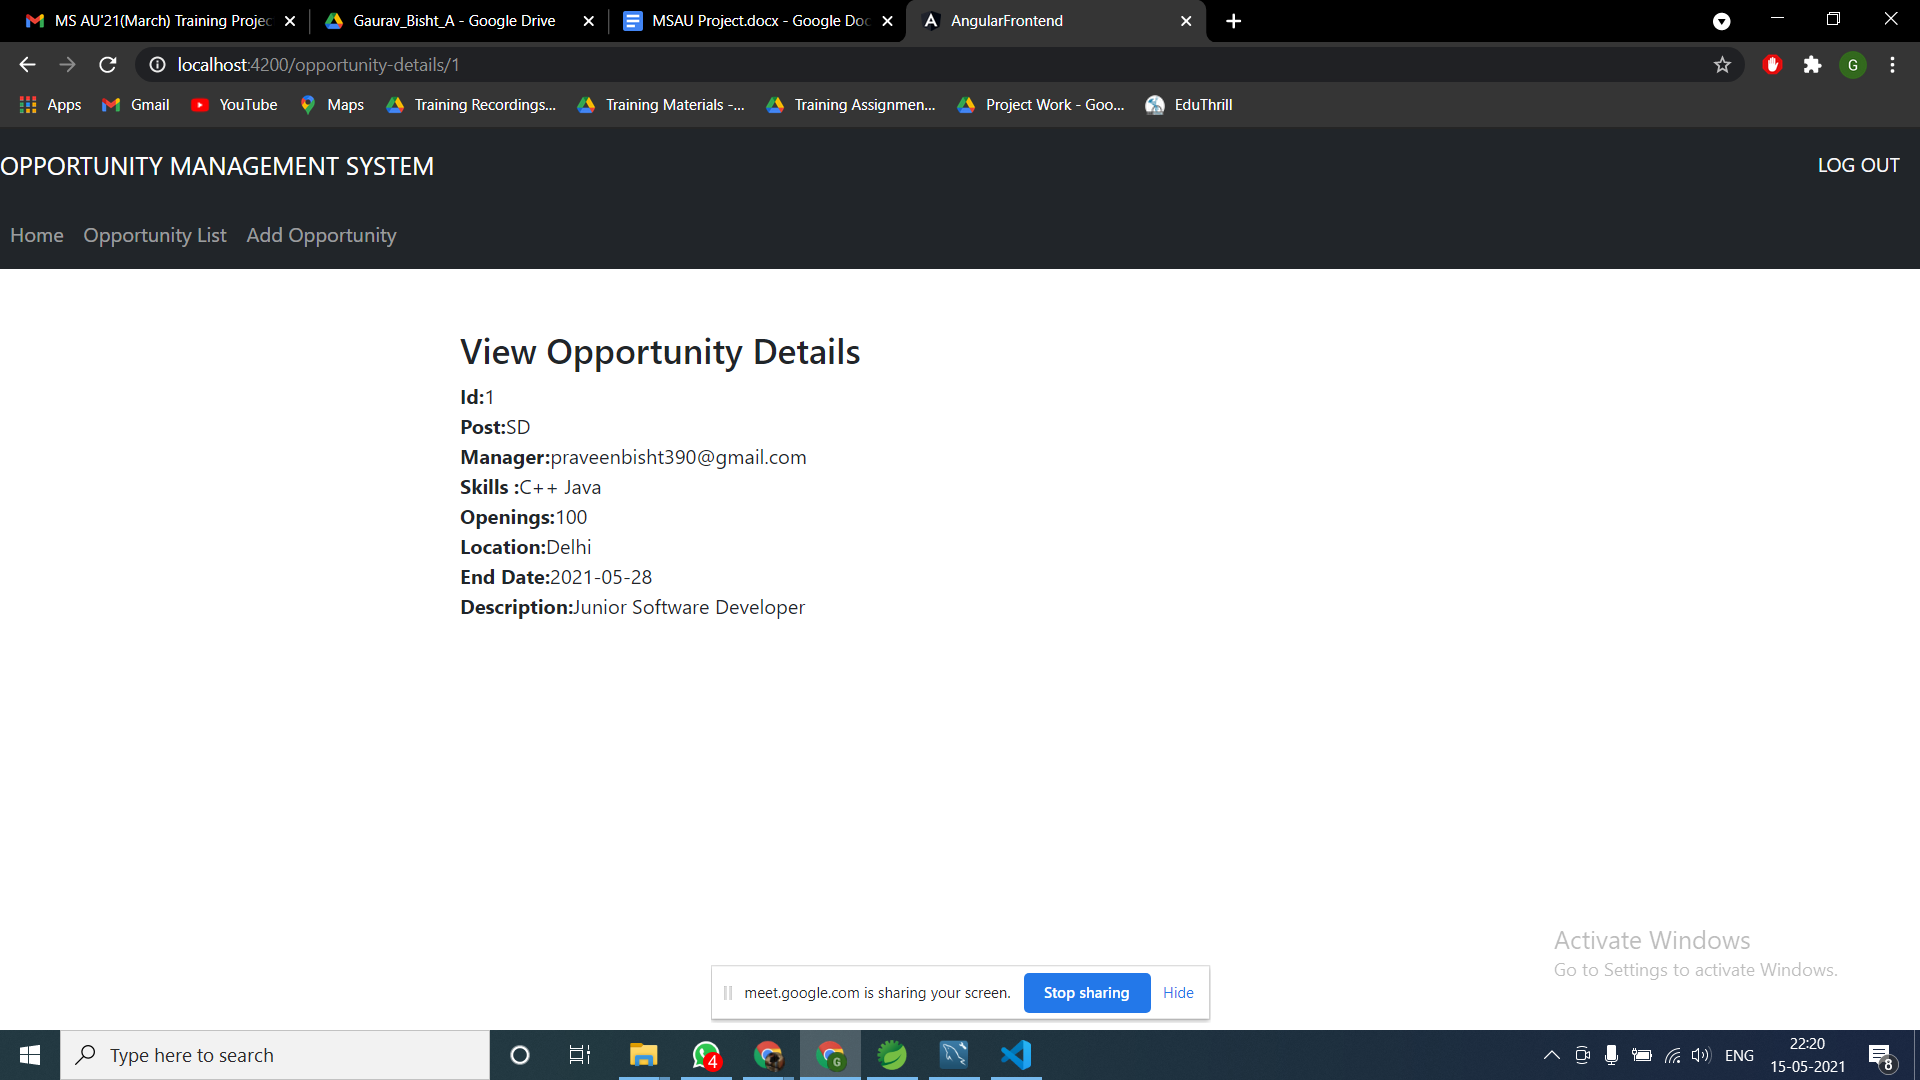 MS AU'21(March) Training Projec
Gaurav_Bisht_A - Google Drive
MSAU Project.docx - Google Doc
AngularFrontend
localhost:4200/opportunity-details/1
G
Apps
Gmail
YouTube
Maps
Training Recordings...
Training Materials -...
Training Assignmen...
Project Work - Goo...
EduThrill
OPPORTUNITY MANAGEMENT SYSTEM
LOG OUT
Home
Opportunity List
Add Opportunity
View Opportunity Details
Id:1
Post:SD
Manager:praveenbisht390@gmail.com
Skills :C++ Java
Openings:100
Location:Delhi
End Date:2021-05-28
Description:Junior Software Developer
Activate Windows
Go to Settings to activate Windows.
meet.google.com is sharing your screen.
Stop sharing
Hide
Type here to search
4
G
ENG
22:20
15-05-2021
8